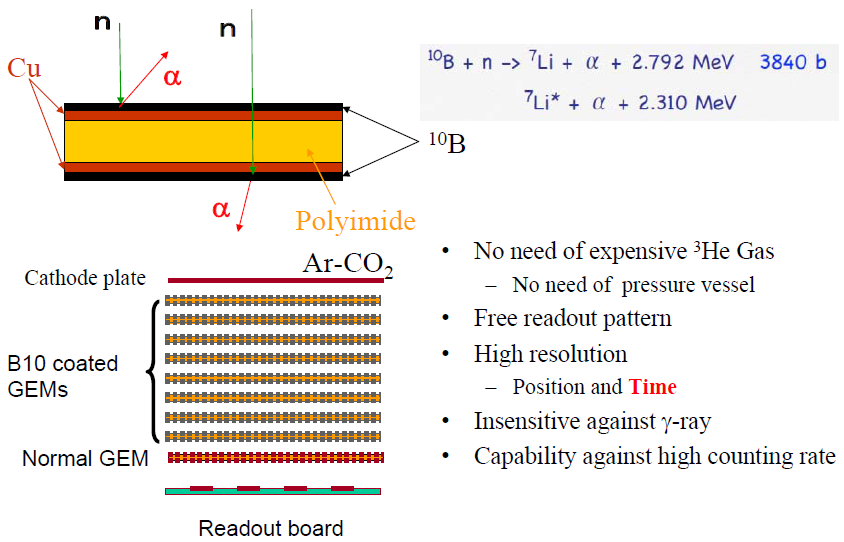 n
n
α
Cu
¹⁰B + n -> ⁷Li + α + 2.792 MeV 3840 b
⁷Li* + α + 2.310 MeV
¹⁰B
α
Polyimide
Ar-CO₂
Cathode plate
B10 coated
GEMs
Normal GEM
Readout board
• No need of expensive ³He Gas
– No need of pressure vessel
• Free readout pattern
• High resolution
– Position and Time
• Insensitive against γ-ray
• Capability against high counting rate